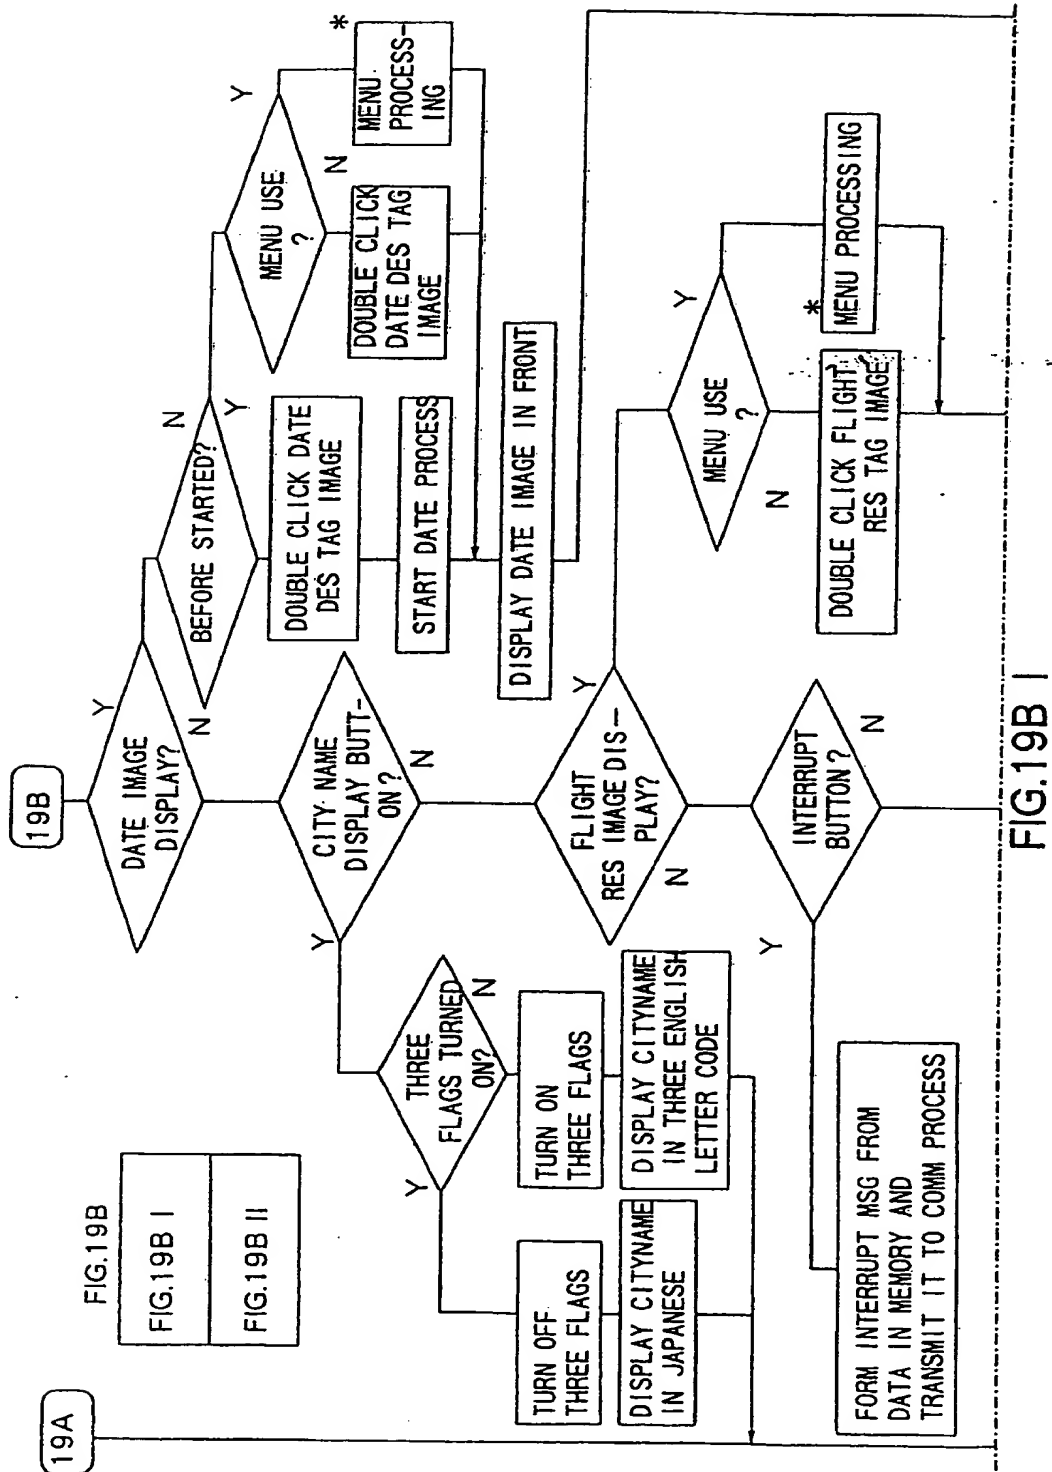 FIG.19B
FIG.19B I
FIG.19B II
19A
19B
DATE IMAGE
DISPLAY?
Y
N
BEFORE STARTED?
N
Y
MENU USE
?
Y
N
*
MENU
PROCESS-
ING
DOUBLE CLICK
DATE DES TAG
IMAGE
DOUBLE CLICK DATE
DES TAG IMAGE
START DATE PROCESS
DISPLAY DATE IMAGE IN FRONT
CITY NAME
DISPLAY BUTT-
ON?
Y
N
THREE
FLAGS TURNED
ON?
Y
N
TURN OFF
THREE FLAGS
TURN ON
THREE FLAGS
DISPLAY CITYNAME
IN JAPANESE
DISPLAY CITYNAME
IN THREE ENGLISH
LETTER CODE
FLIGHT
RES IMAGE DIS-
PLAY?
Y
N
MENU USE
?
Y
N
DOUBLE CLICK FLIGHT
RES TAG IMAGE
*
MENU PROCESSING
INTERRUPT
BUTTON?
Y
N
FORM INTERRUPT MSG FROM
DATA IN MEMORY AND
TRANSMIT IT TO COMM PROCESS
FIG.19B I